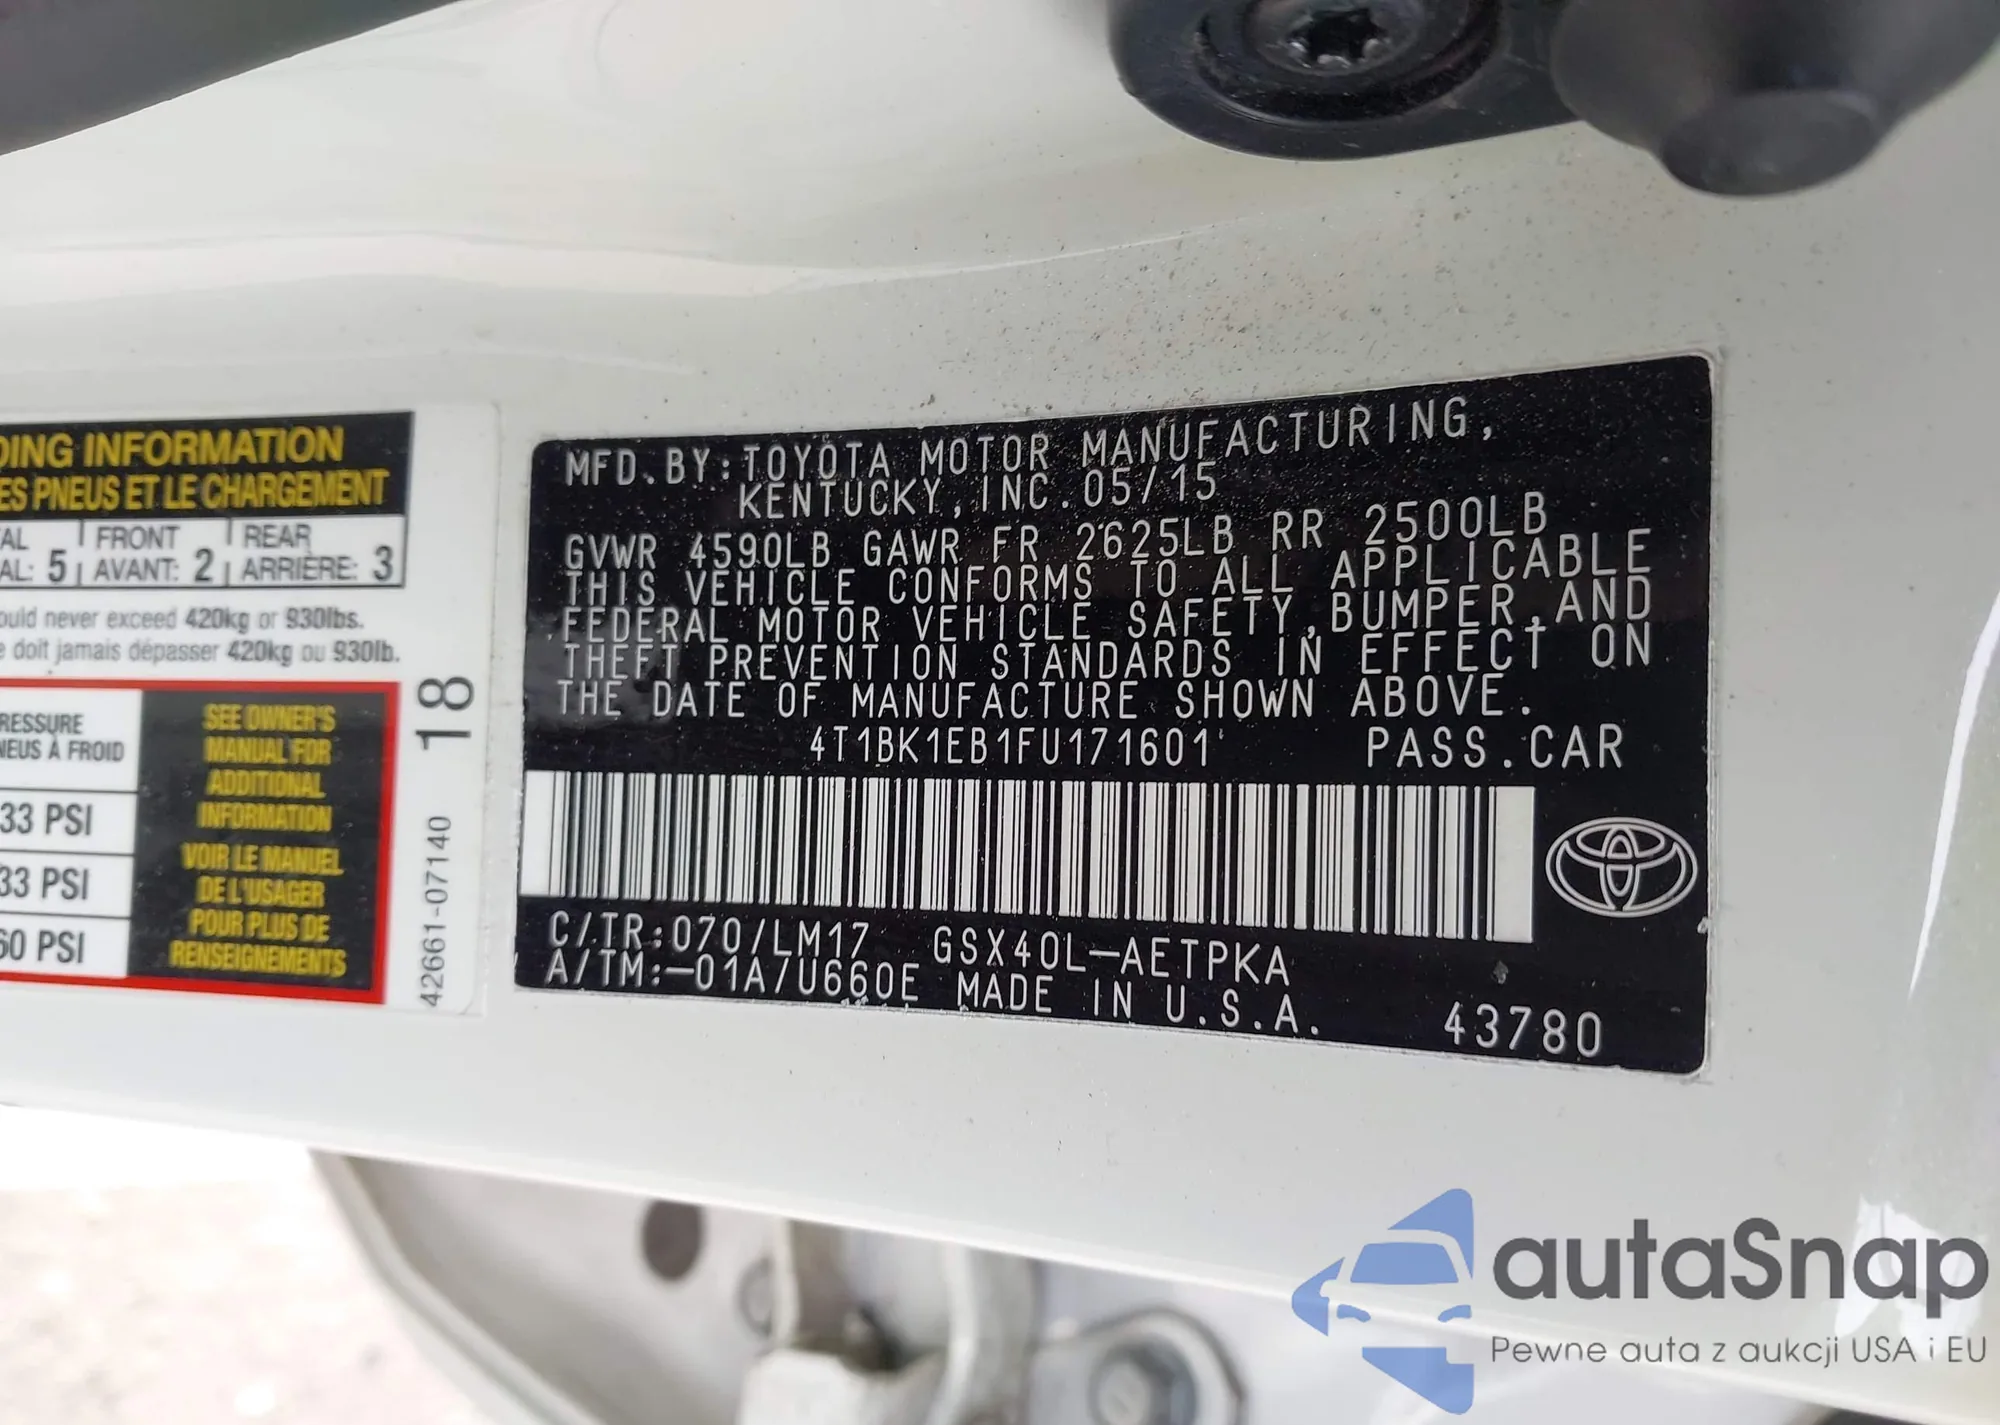 DING INFORMATION
ES PNEUS ET LE CHARGEMENT
AL 5 FRONT 2 REAR 3
AL: AVANT: ARRIÈRE:
ould never exceed 420kg or 930lbs.
e doit jamais dépasser 420kg ou 930lb.
RESSURE
NEUS À FROID
33 PSI
33 PSI
60 PSI
SEE OWNER'S
MANUAL FOR
ADDITIONAL
INFORMATION
VOIR LE MANUEL
DE L'USAGER
POUR PLUS DE
RENSEIGNEMENTS
42661-07140 18
MFD.BY:TOYOTA MOTOR MANUFACTURING,
KENTUCKY,INC.05/15
GVWR 4590LB GAWR FR 2625LB RR 2500LB
THIS VEHICLE CONFORMS TO ALL APPLICABLE
FEDERAL MOTOR VEHICLE SAFETY,BUMPER,AND
THEFT PREVENTION STANDARDS IN EFFECT ON
THE DATE OF MANUFACTURE SHOWN ABOVE.
4T1BK1EB1FU171601 PASS.CAR
C/TR:070/LM17 GSX40L-AETPKA
A/TM:-01A/U660E MADE IN U.S.A. 43780
autaSnap
Pewne auta z aukcji USA i EU